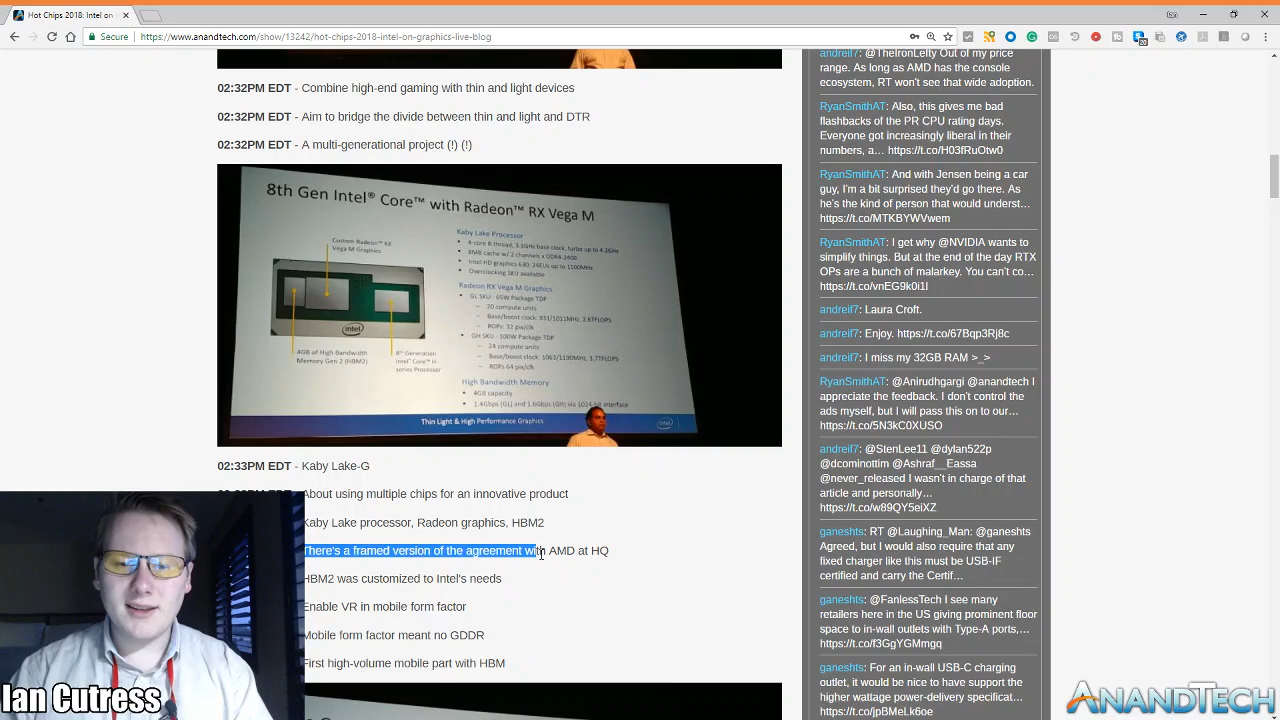 Hot Chips 2018: Intel on
Secure
https://www.anandtech.com/show/13242/hot-chips-2018-intel-on-graphics-live-blog
02:32PM EDT - Combine high-end gaming with thin and light devices
02:32PM EDT - Aim to bridge the divide between thin and light and DTR
02:32PM EDT - A multi-generational project (!) (!)
8th Gen Intel® Core™ with Radeon™ RX Vega M
Custom Radeon™ RX
Vega M Graphics
4GB of High Bandwidth
Memory Gen 2 (HBM2)
8th Generation
Intel® Core™ H-
series Processor
intel
Kaby Lake Processor
• 4-core 8-thread, 3.1GHz base clock, turbo up to 4.2GHz
• 8MB cache w/ 2 channels x DDR4-2400
• Intel HD graphics 630: 24EUs up to 1100MHz
• Overclocking SKU available
Radeon RX Vega M Graphics
• GL SKU - 65W Package TDP
– 20 compute units
– Base/boost clock: 931/1011MHz, 2.6TFLOPS
– ROPs: 32 pix/clk
• GH SKU - 100W Package TDP
– 24 compute units
– Base/boost clock: 1063/1190MHz, 3.7TFLOPS
– ROPs 64 pix/clk
High Bandwidth Memory
• 4GB capacity
• 1.4Gbps (GL) and 1.6Gbps (GH) via 1024-bit interface
Thin Light & High Performance Graphics
intel
02:33PM EDT - Kaby Lake-G
About using multiple chips for an innovative product
Kaby Lake processor, Radeon graphics, HBM2
There's a framed version of the agreement with AMD at HQ
HBM2 was customized to Intel's needs
Enable VR in mobile form factor
Mobile form factor meant no GDDR
First high-volume mobile part with HBM
andreif7: @TheIronLefty Out of my price
range. As long as AMD has the console
ecosystem, RT won't see that wide adoption.
RyanSmithAT: Also, this gives me bad
flashbacks of the PR CPU rating days.
Everyone got increasingly liberal in their
numbers, a… https://t.co/H03fRuOtw0
RyanSmithAT: And with Jensen being a car
guy, I'm a bit surprised they'd go there. As
he's the kind of person that would underst…
https://t.co/MTKBYWVwem
RyanSmithAT: I get why @NVIDIA wants to
simplify things. But at the end of the day RTX
OPs are a bunch of malarkey. You can't co…
https://t.co/vnEG9k0i1I
andreif7: Laura Croft.
andreif7: Enjoy. https://t.co/67Bqp3Rj8c
andreif7: I miss my 32GB RAM >_>
RyanSmithAT: @Anirudhgargi @anandtech I
appreciate the feedback. I don't control the
ads myself, but I will pass this on to our…
https://t.co/5N3kC0XUSO
andreif7: @StenLee11 @dylan522p
@dcominottim @Ashraf__Eassa
@never_released I wasn't in charge of that
article and personally…
https://t.co/w89QY5eiXZ
ganeshts: RT @Laughing_Man: @ganeshts
Agreed, but I would also require that any
fixed charger like this must be USB-IF
certified and carry the Certif…
ganeshts: @FanlessTech I see many
retailers here in the US giving prominent floor
space to in-wall outlets with Type-A ports,…
https://t.co/f3GgYGMmgq
ganeshts: For an in-wall USB-C charging
outlet, it would be nice to have support the
higher wattage power-delivery specificat…
https://t.co/jpBMeLk6oe
Ian Cutress
ANANDTECH